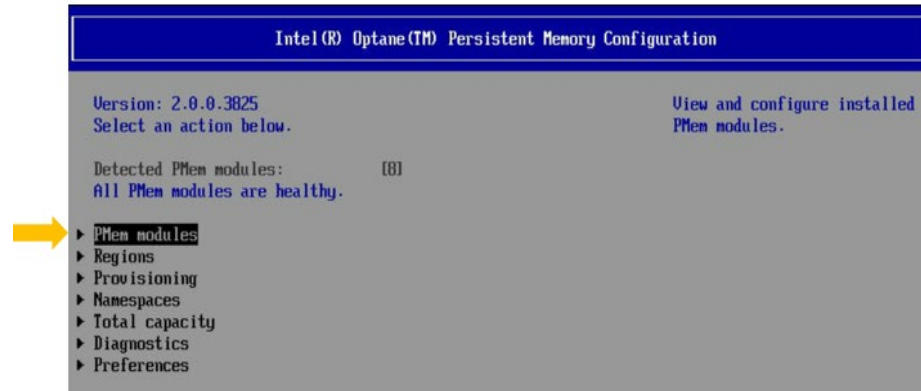 Intel(R) Optane(TM) Persistent Memory Configuration
Version: 2.0.0.3825
Select an action below.
View and configure installed
PMem modules.
Detected PMem modules: [8]
All PMem modules are healthy.
PMem modules
Regions
Provisioning
Namespaces
Total capacity
Diagnostics
Preferences